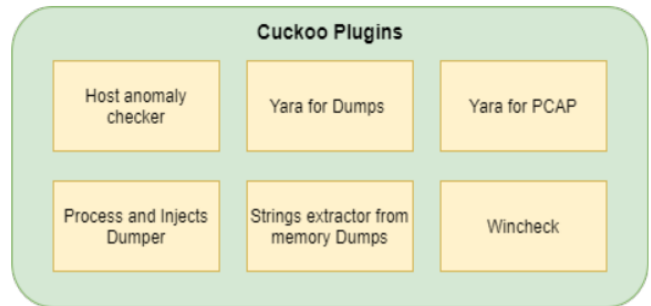 Cuckoo Plugins
Host anomaly
checker
Yara for Dumps
Yara for PCAP
Process and Injects
Dumper
Strings extractor from
memory Dumps
Wincheck